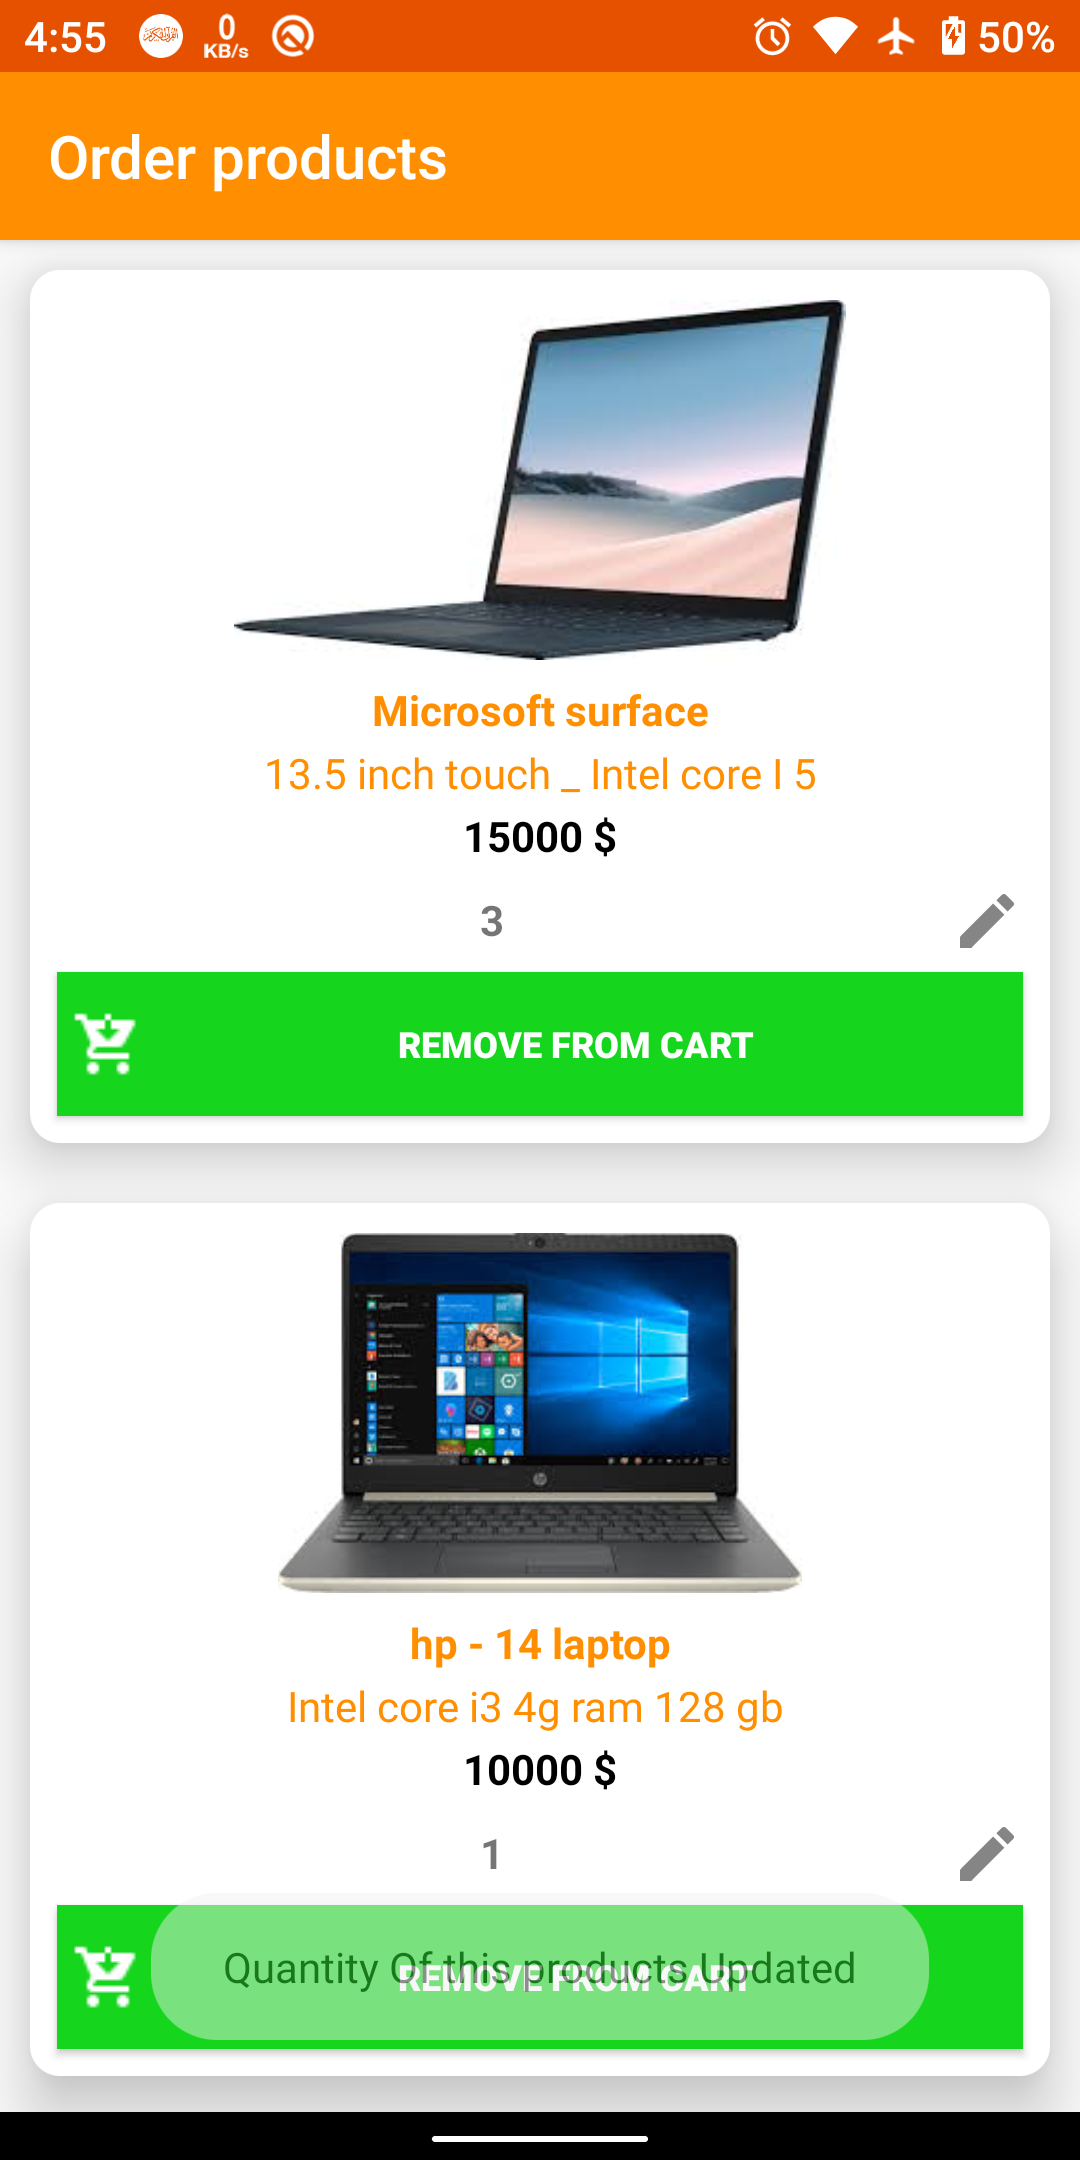 4:55 0 KB/s 50%
Order products
Microsoft surface
13.5 inch touch _ Intel core I 5
15000 $
3
REMOVE FROM CART
hp - 14 laptop
Intel core i3 4g ram 128 gb
10000 $
1
Quantity Of this products Updated
REMOVE FROM CART